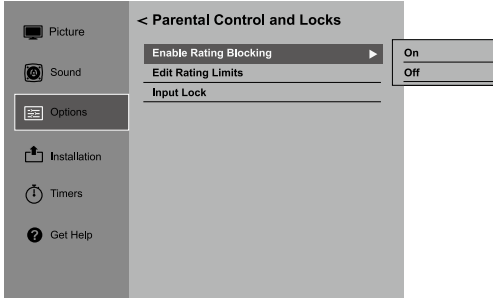 Picture
Sound
Options
Installation
Timers
Get Help
< Parental Control and Locks
Enable Rating Blocking
Edit Rating Limits
Input Lock
On
Off